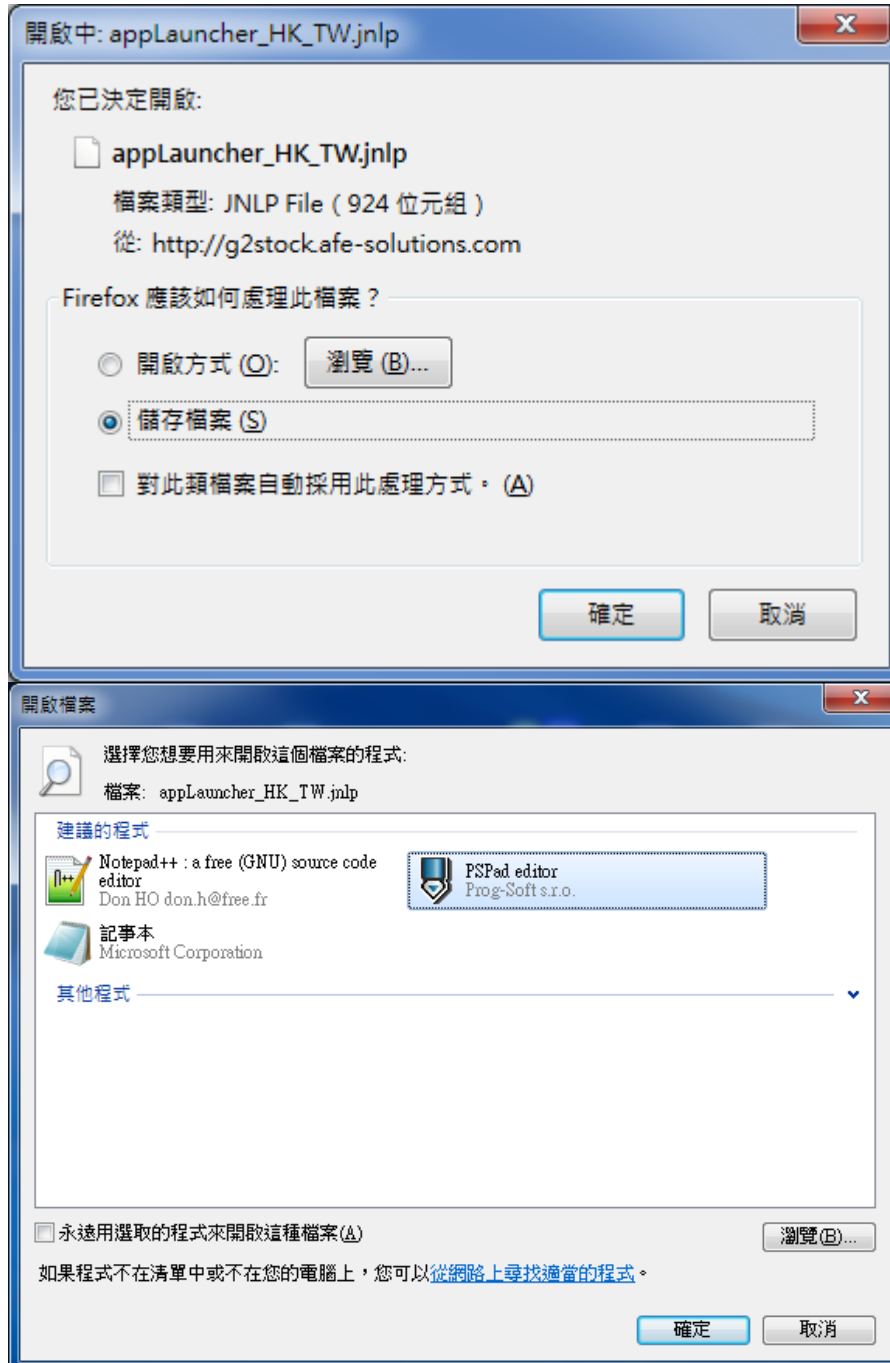 開啟中: appLauncher_HK_TW.jnlp
您已決定開啟:
appLauncher_HK_TW.jnlp
檔案類型: JNLP File ( 924 位元組 )
從: http://g2stock.afe-solutions.com
Firefox 應該如何處理此檔案？
開啟方式 (O): 瀏覽 (B)...
儲存檔案 (S)
對此類檔案自動採用此處理方式。 (A)
確定 取消
開啟檔案
選擇您想要用來開啟這個檔案的程式:
檔案: appLauncher_HK_TW.jnlp
建議的程式
Notepad++ : a free (GNU) source code
editor
Don HO don.h@free.fr
PSPad editor
Prog-Soft s.r.o.
記事本
Microsoft Corporation
其他程式
永遠用選取的程式來開啟這種檔案(A) 瀏覽(B)...
如果程式不在清單中或不在您的電腦上，您可以從網路上尋找適當的程式。
確定 取消